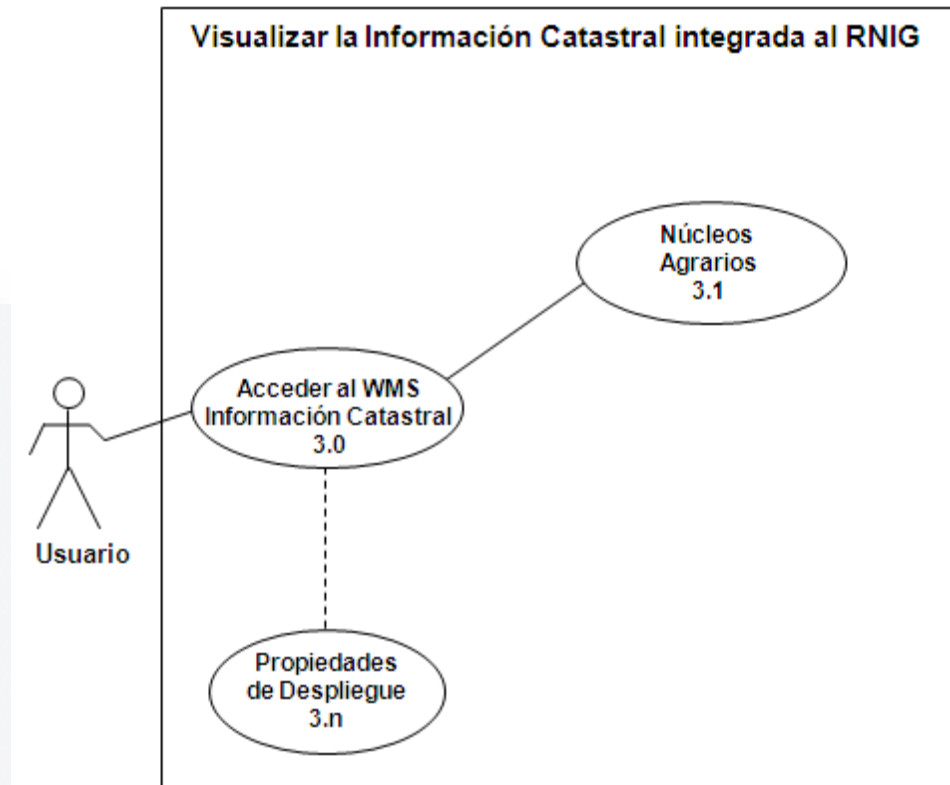 Visualizar la Información Catastral integrada al RNIG
Núcleos
Agrarios
3.1
Acceder al WMS
Información Catastral
3.0
Usuario
Propiedades
de Despliegue
3.n